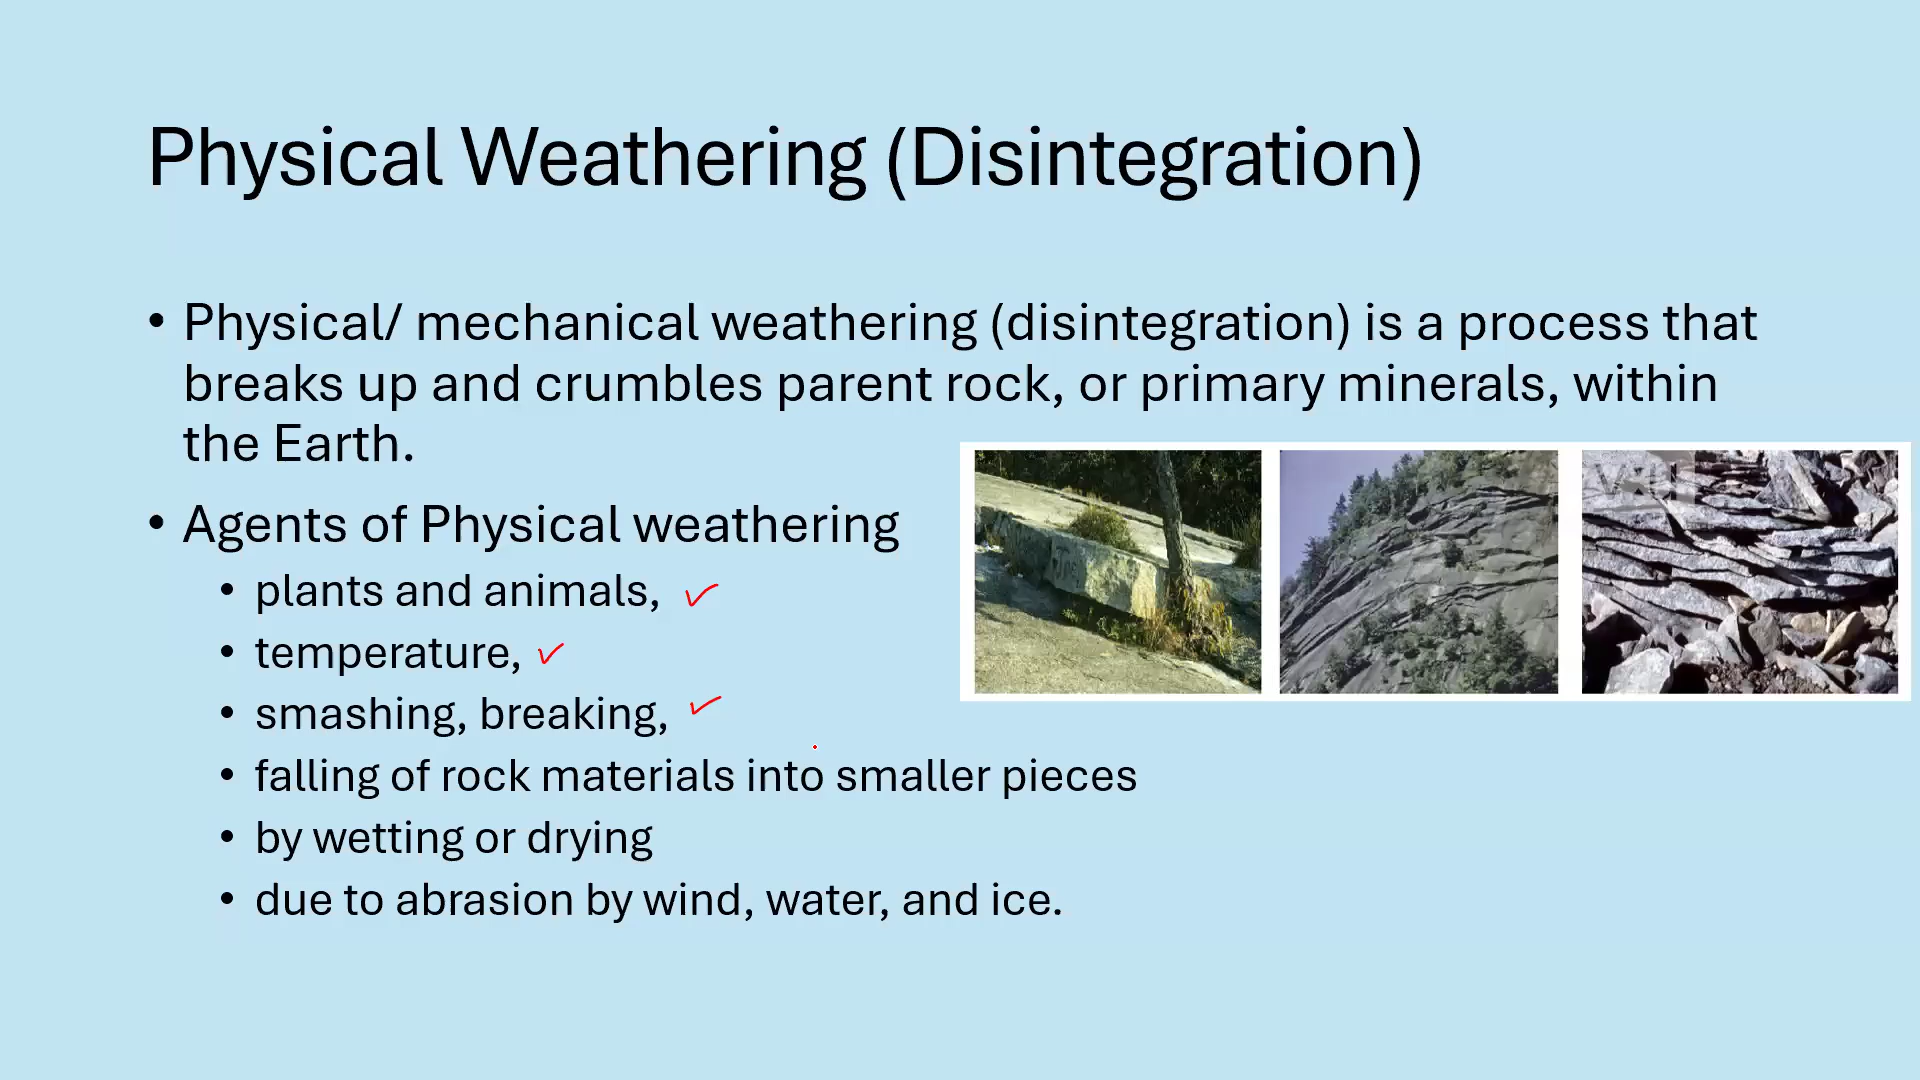 Physical Weathering (Disintegration)
• Physical/ mechanical weathering (disintegration) is a process that
breaks up and crumbles parent rock, or primary minerals, within
the Earth.
• Agents of Physical weathering
• plants and animals,
• temperature,
• smashing, breaking,
• falling of rock materials into smaller pieces
• by wetting or drying
• due to abrasion by wind, water, and ice.